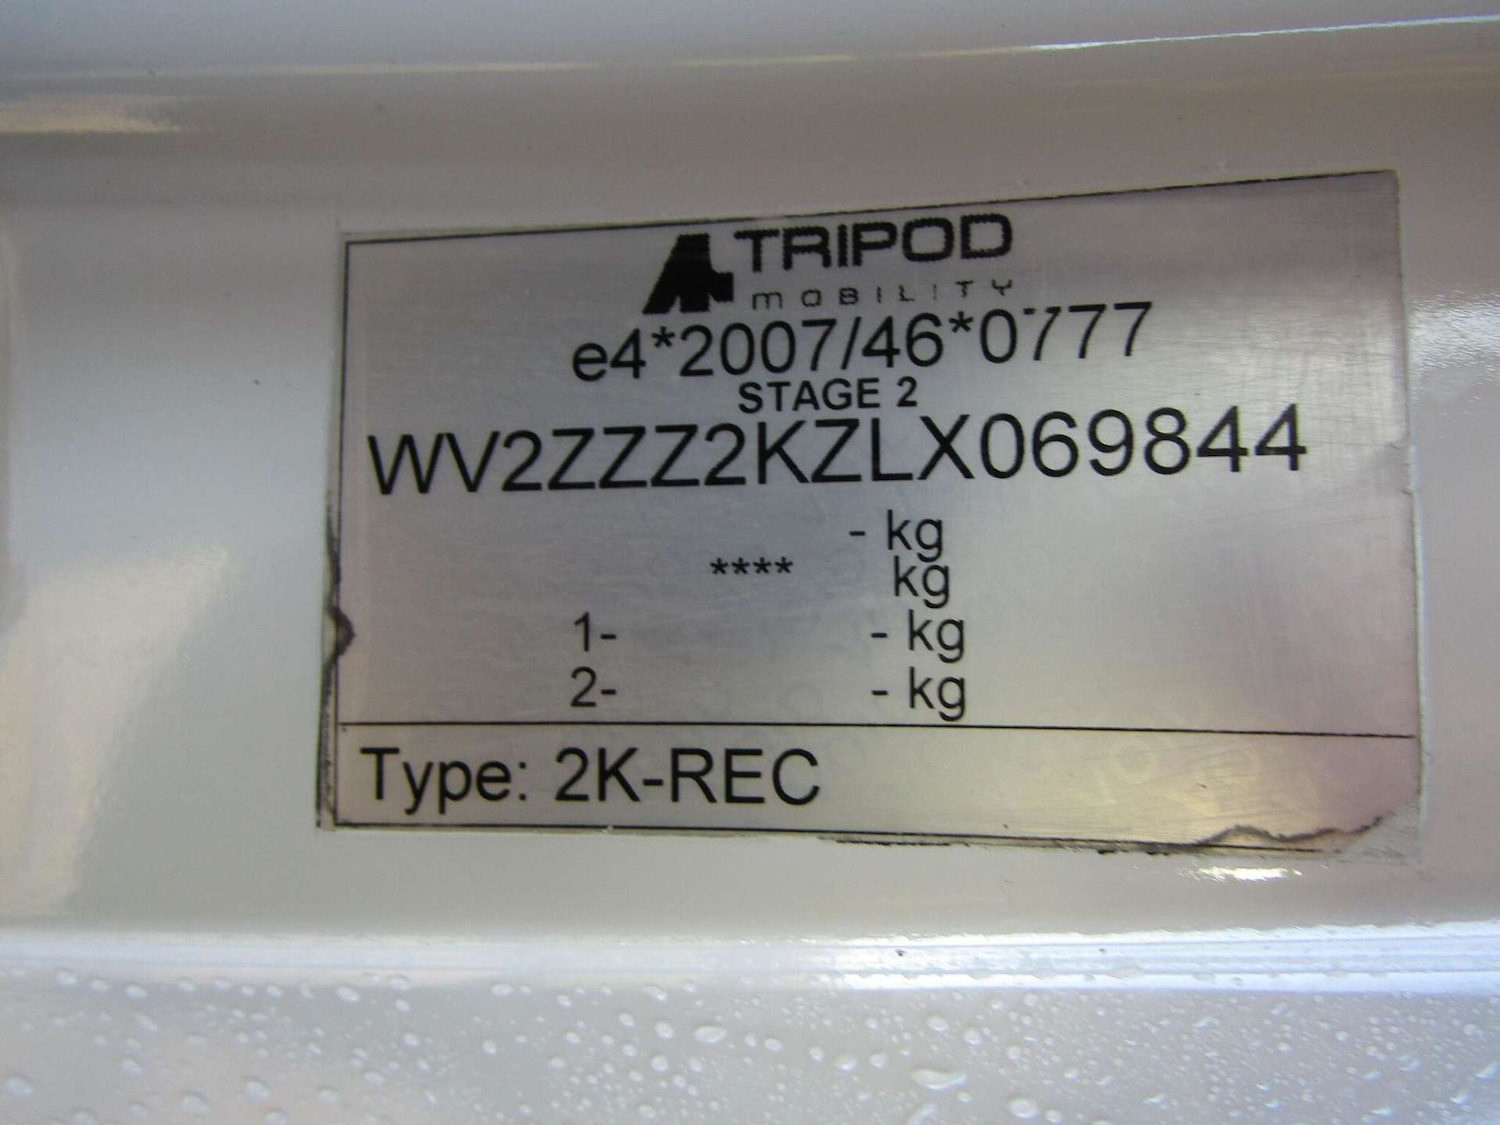 TRIPOD
MOBILITY
e4*2007/46*0777
STAGE 2
WV2ZZZ2KZLX069844
- kg
**** kg
1- - kg
2- - kg
Type: 2K-REC